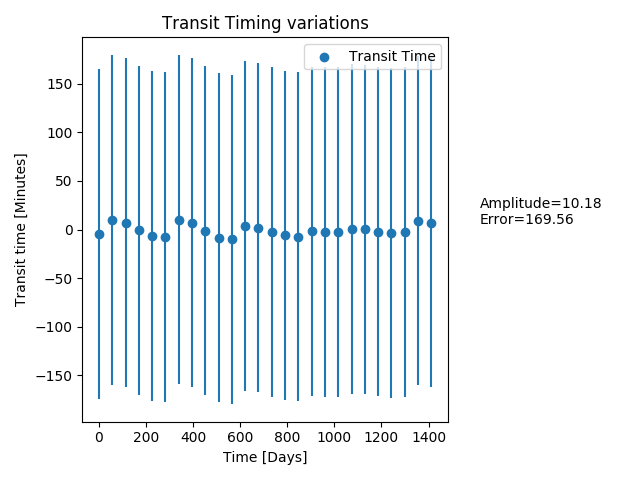 Transit Timing variations
Transit Time
Transit time [Minutes]
150
100
50
0
−50
−100
−150
0 200 400 600 800 1000 1200 1400
Time [Days]
Amplitude=10.18
Error=169.56